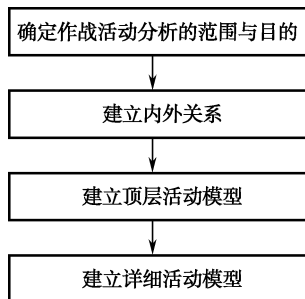 确定作战活动分析的范围与目的
建立内外关系
建立顶层活动模型
建立详细活动模型